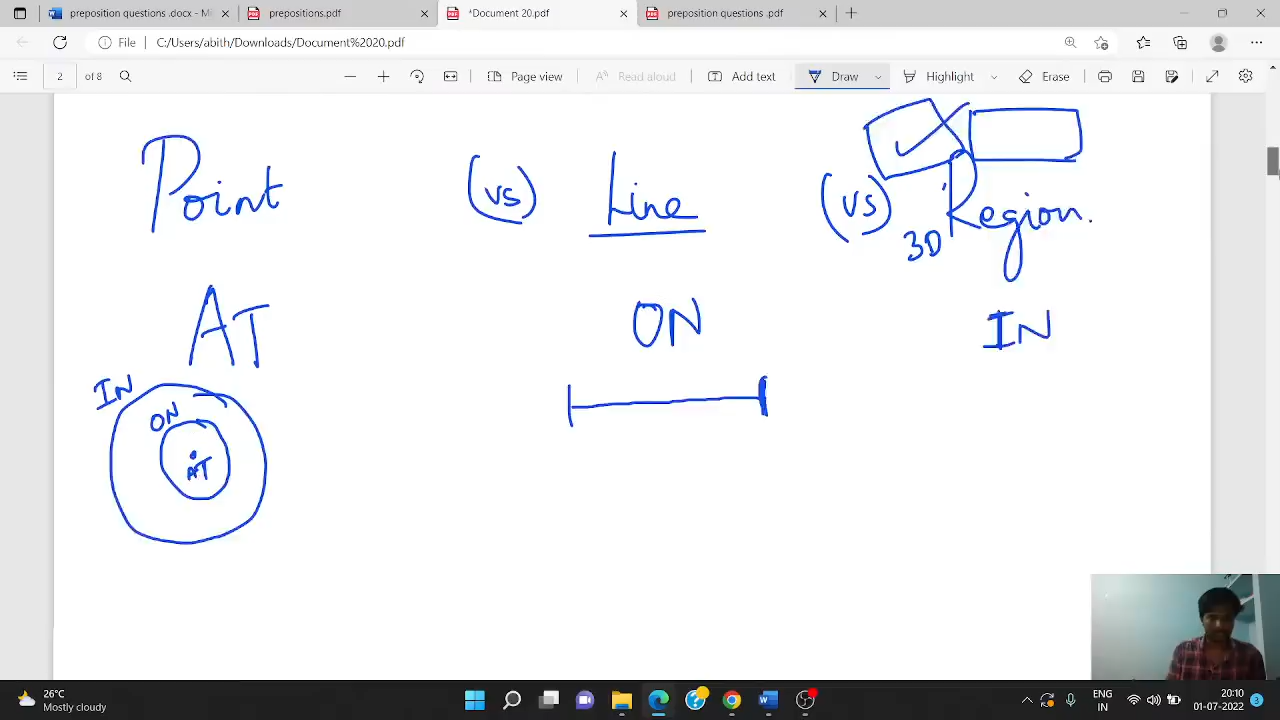 preposition questions .docx - Mi
prepositions.pdf
*Document 20.pdf
preposition questions .pdf
File C:/Users/abith/Downloads/Document%2020.pdf
2 of 8
Page view
Read aloud
Add text
Draw
Highlight
Erase
Point (vs) Line (vs) 3D Region.
AT ON IN
IN
ON
AT
26°C
Mostly cloudy
ENG
IN
20:10
01-07-2022
3